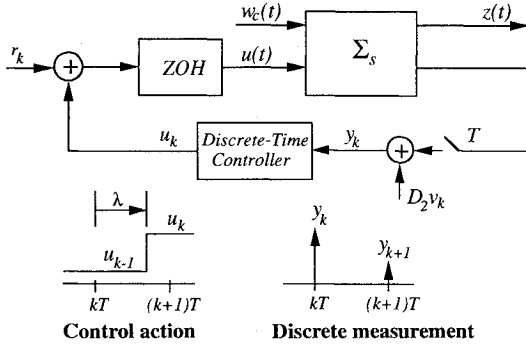 w_c(t)
z(t)
r_k
+
ZOH
u(t)
Σ_s
u_k
Discrete-Time
Controller
y_k
+
T
D_2v_k
λ
u_k
u_{k-1}
kT
(k+1)T
y_k
y_{k+1}
kT
(k+1)T
Control action
Discrete measurement